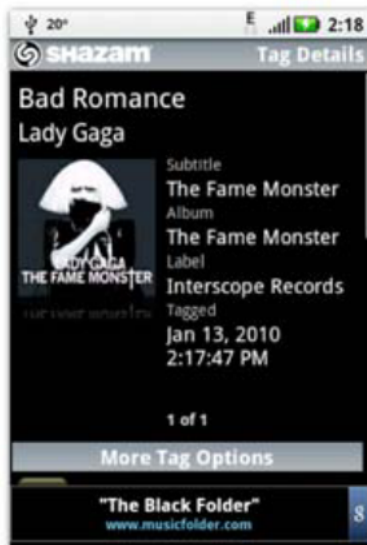 20°
E
2:18
SHAZAM
Tag Details
Bad Romance
Lady Gaga
Subtitle
The Fame Monster
Album
The Fame Monster
Label
Interscope Records
Tagged
Jan 13, 2010
2:17:47 PM
LADY GAGA
THE FAME MONSTER
1 of 1
More Tag Options
"The Black Folder"
www.musicfolder.com
8